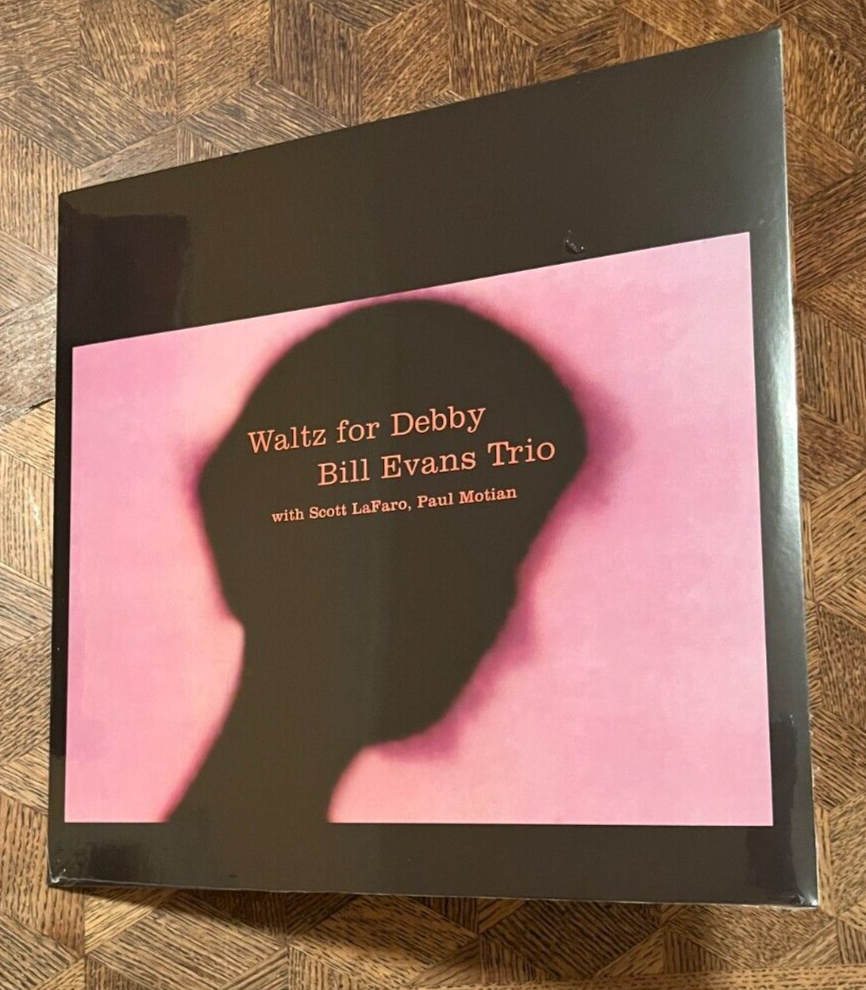 Waltz for Debby
Bill Evans Trio
with Scott LaFaro, Paul Motian